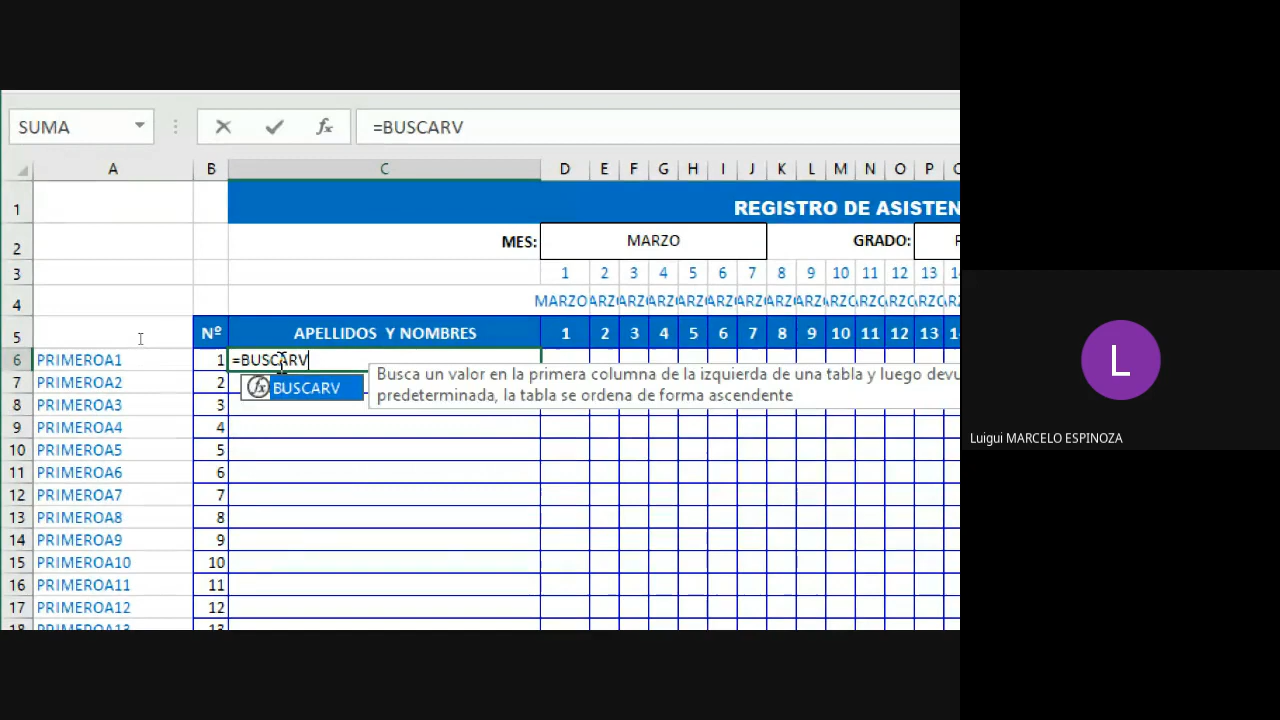 SUMA
fx
=BUSCARV
A B C D E F G H I J K L M N O P
1 REGISTRO DE ASISTEN
2 MES: MARZO GRADO:
3 1 2 3 4 5 6 7 8 9 10 11 12 13
4 MARZO
5 Nº APELLIDOS Y NOMBRES 1 2 3 4 5 6 7 8 9 10 11 12 13
6 PRIMEROA1 1 =BUSCARV
Busca un valor en la primera columna de la izquierda de una tabla y luego devu
7 PRIMEROA2 2 fx BUSCARV
predeterminada, la tabla se ordena de forma ascendente
8 PRIMEROA3 3
9 PRIMEROA4 4
10 PRIMEROA5 5
11 PRIMEROA6 6
12 PRIMEROA7 7
13 PRIMEROA8 8
14 PRIMEROA9 9
15 PRIMEROA10 10
16 PRIMEROA11 11
17 PRIMEROA12 12
18 PRIMEROA13 13
L
Luigui MARCELO ESPINOZA